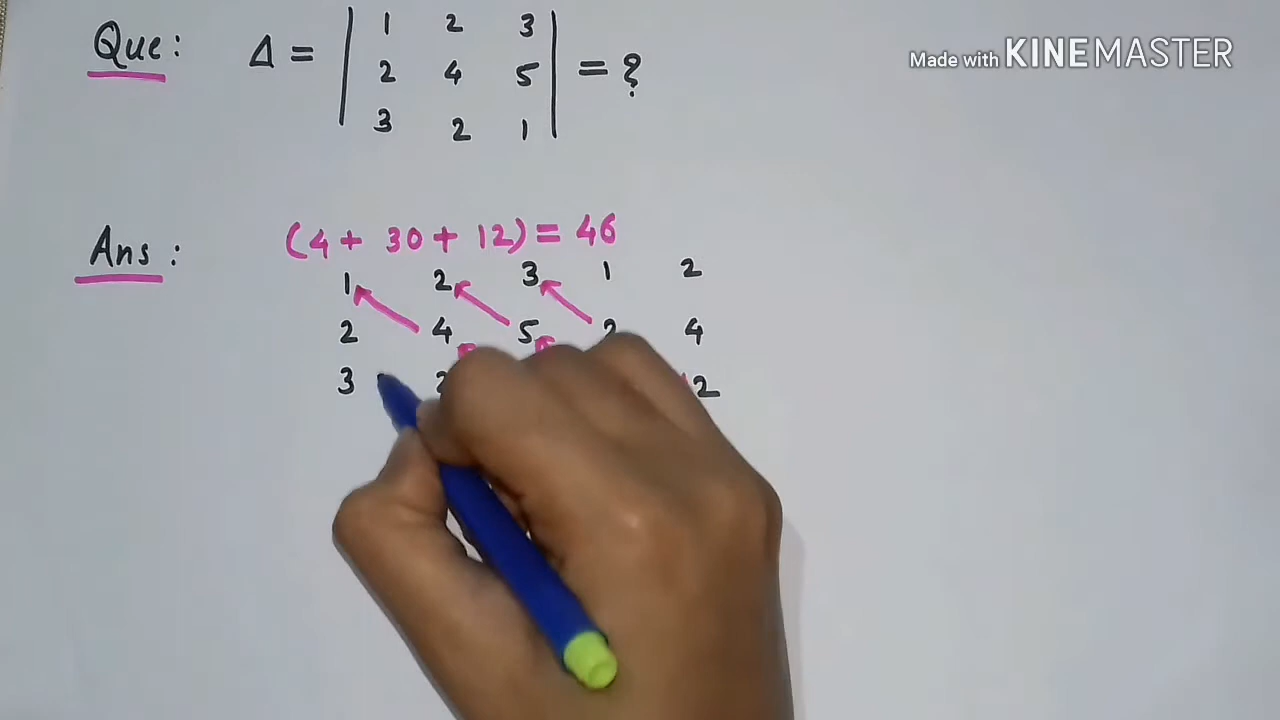 Made with KINEMASTER
Que: Δ = | 1 2 3 |
| 2 4 5 | = ?
| 3 2 1 |
Ans: (4 + 30 + 12) = 46
1 2 3 1 2
2 4 5 2 4
3 2 2